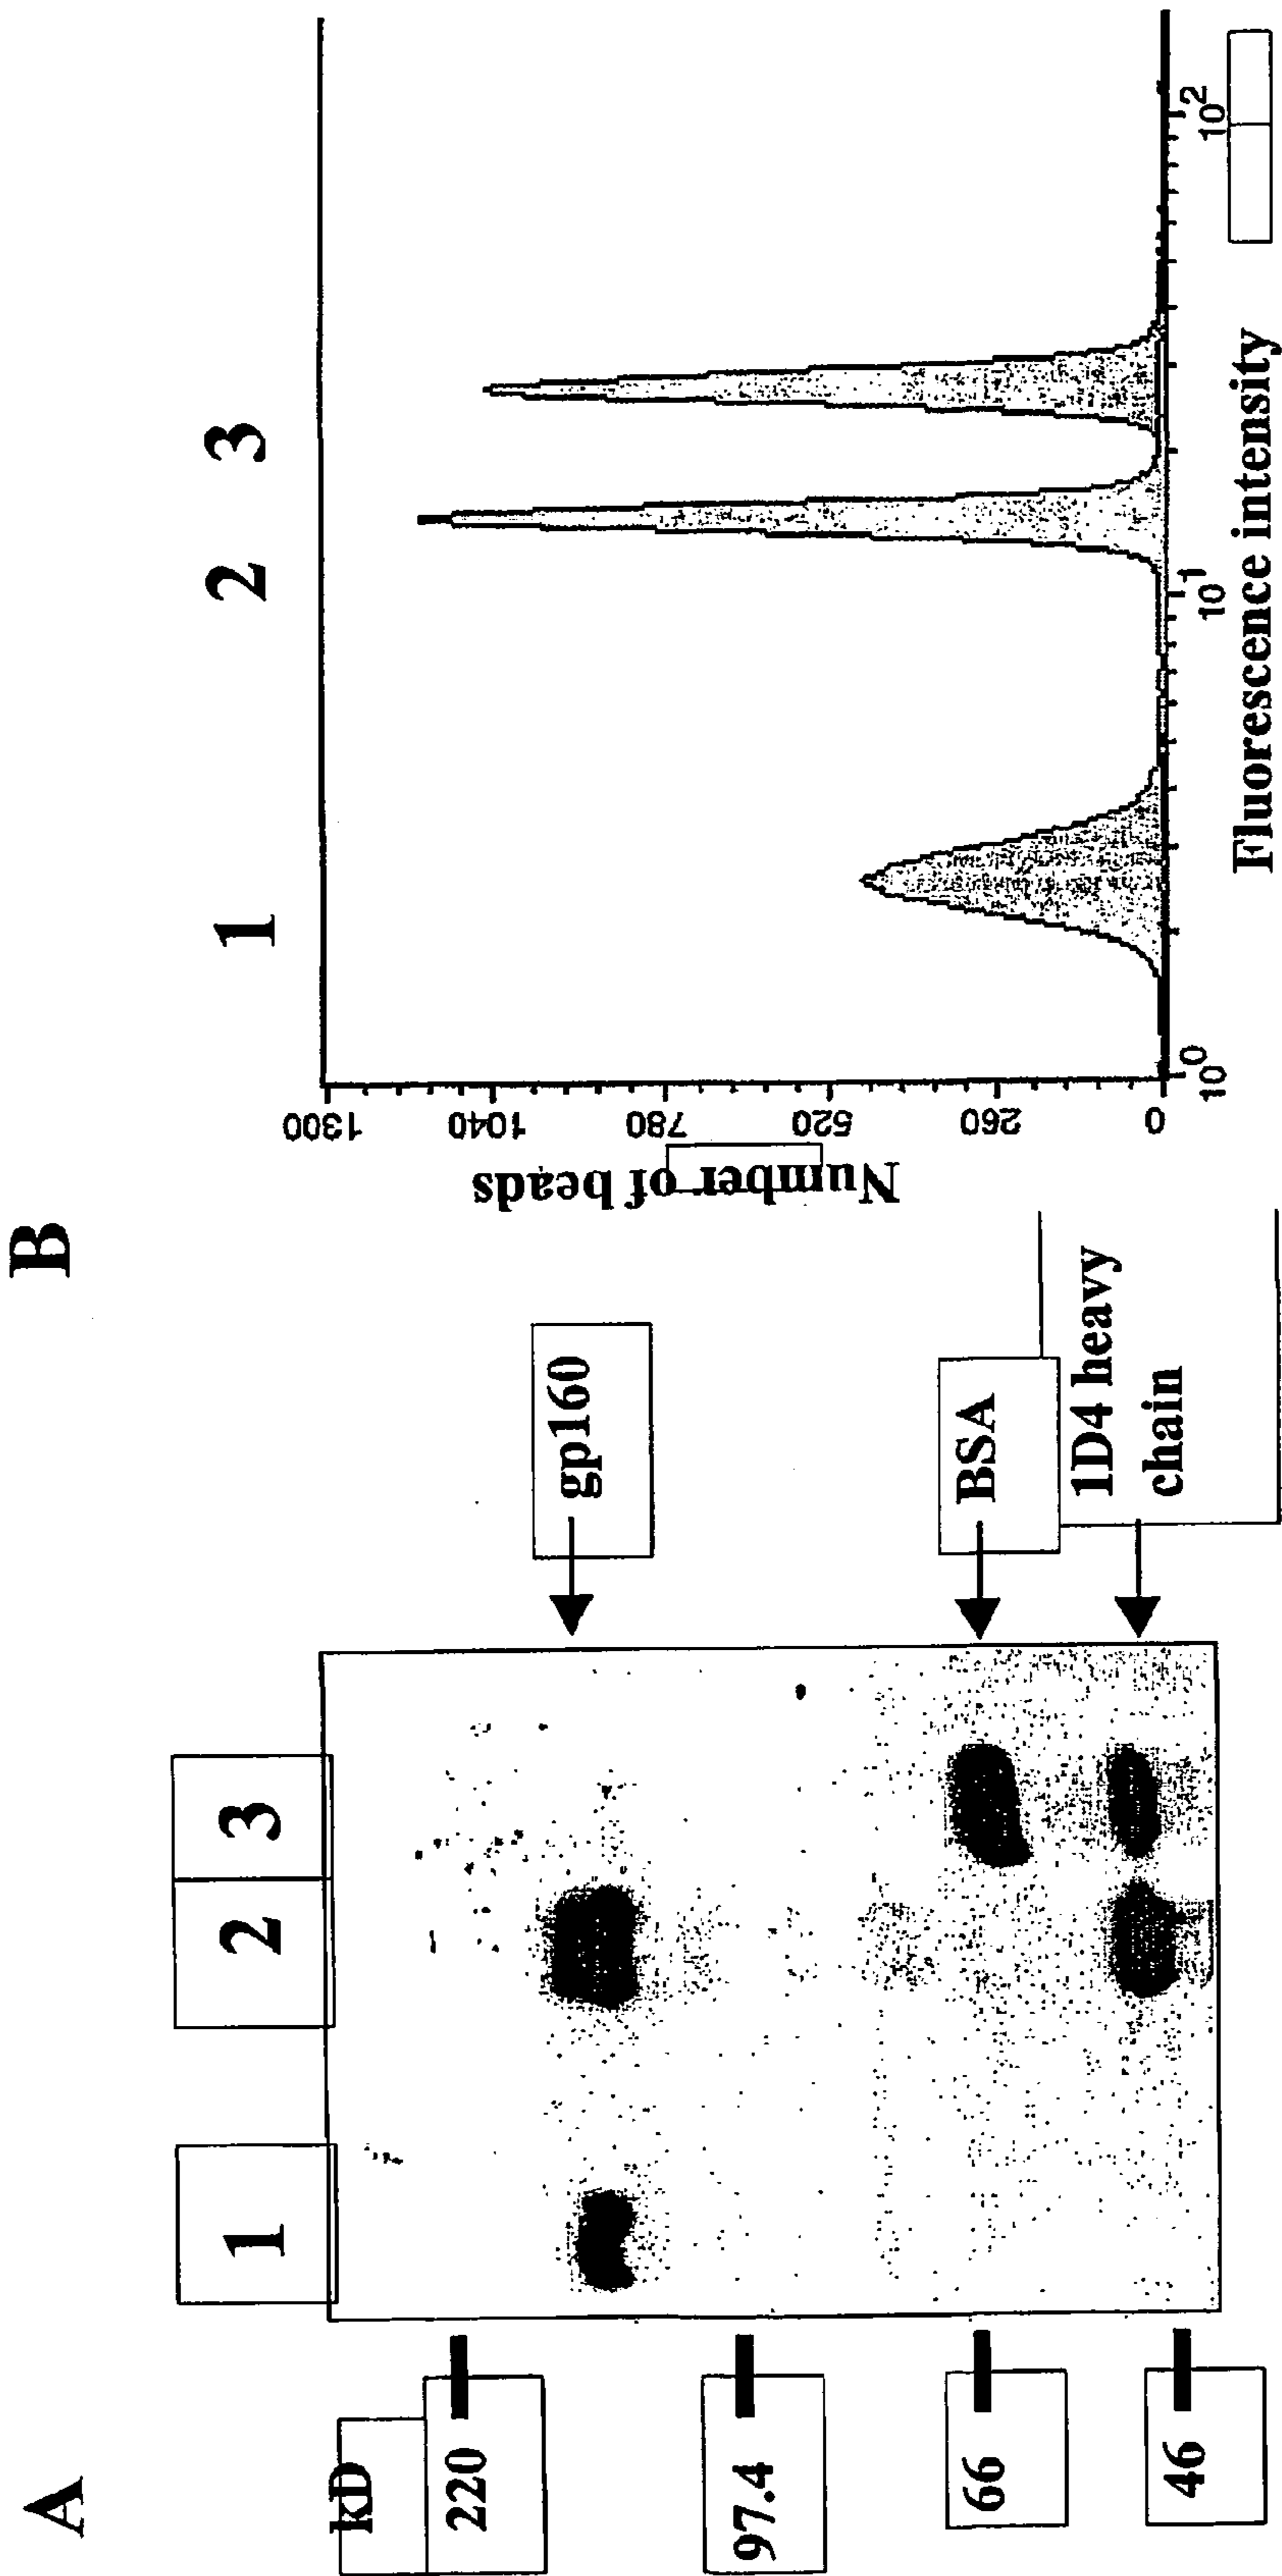 A
1
2
3
kD
220
97.4
66
46
gp160
BSA
1D4 heavy
chain
B
1
2
3
Number of beads
1300
1040
780
520
260
0
10^0
10^1
10^2
Fluorescence intensity